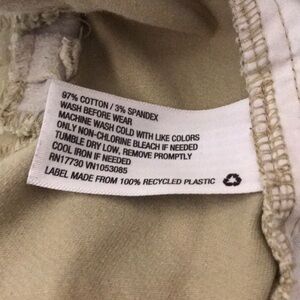 97% COTTON / 3% SPANDEX
WASH BEFORE WEAR
MACHINE WASH COLD WITH LIKE COLORS
ONLY NON-CHLORINE BLEACH IF NEEDED
TUMBLE DRY LOW, REMOVE PROMPTLY
COOL IRON IF NEEDED
RN17730 VN1053085
LABEL MADE FROM 100% RECYCLED PLASTIC